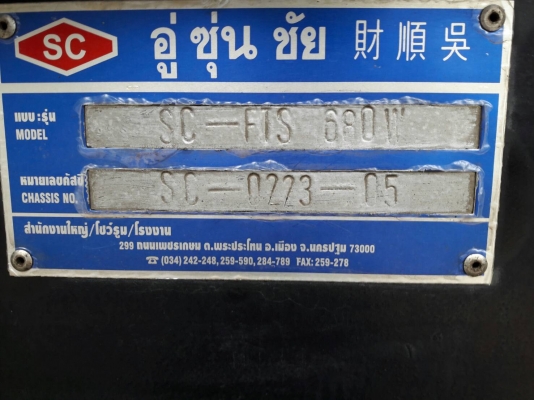 SC อู่ ซุ่น ชัย 財順吳
แบบ:รุ่น
MODEL
SC-FTS 680W
หมายเลขคัสซี
CHASSIS NO.
SC-0223-05
สำนักงานใหญ่/โชว์รูม/โรงงาน
299 ถนนเพชรเกษม ต.พระประโทน อ.เมือง จ.นครปฐม 73000
☎ (034) 242-248, 259-590, 284-789 FAX: 259-278